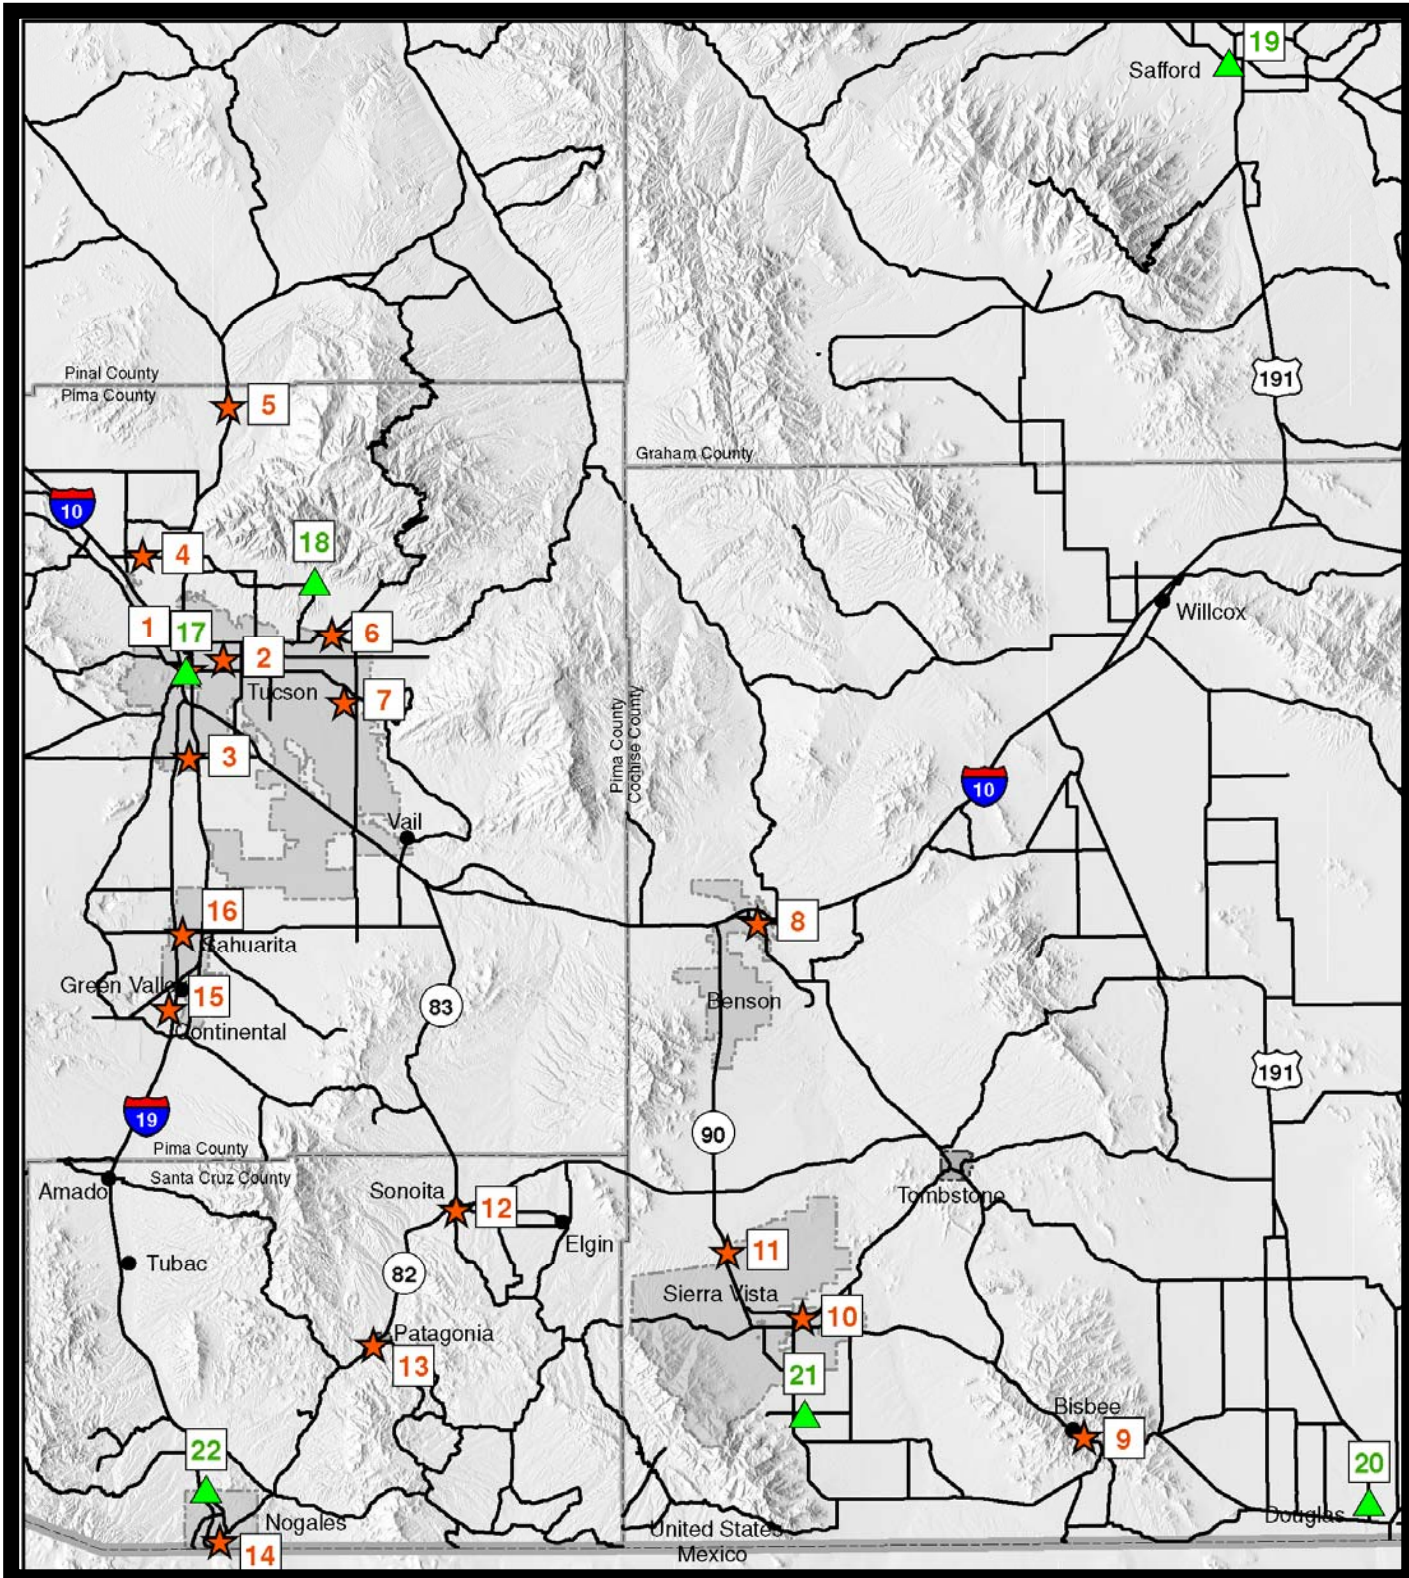 19
Safford
191
Pinal County
Pima County
5
Graham County
10
4
18
1
17
6
2
Tucson
7
Willcox
3
Pima County
Cochise County
10
Vail
16
Sahuarita
8
Green Valle
15
Continental
83
Benson
191
19
90
Pima County
Santa Cruz County
Amado
Sonoita
12
Tombstone
Elgin
11
Tubac
82
Sierra Vista
10
Patagonia
13
21
Bisbee
9
22
20
Nogales
Douglas
14
United States
Mexico